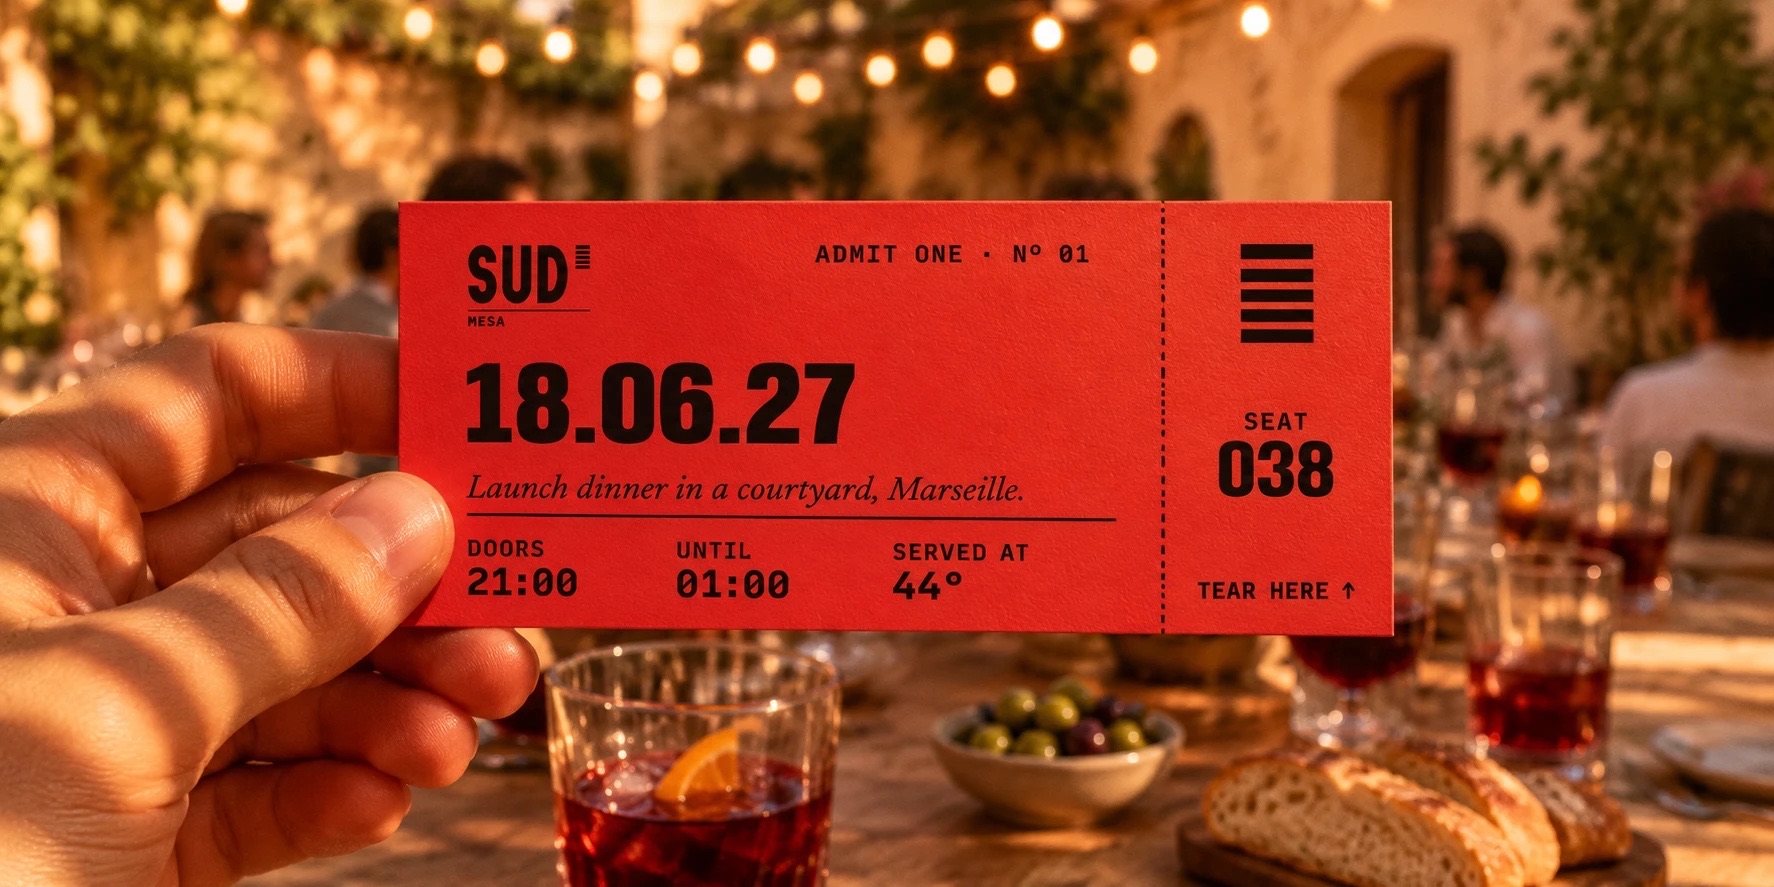 SUD
MESA
ADMIT ONE · Nº 01
18.06.27
Launch dinner in a courtyard, Marseille.
DOORS
21:00
UNTIL
01:00
SERVED AT
44º
SEAT
038
TEAR HERE ↑